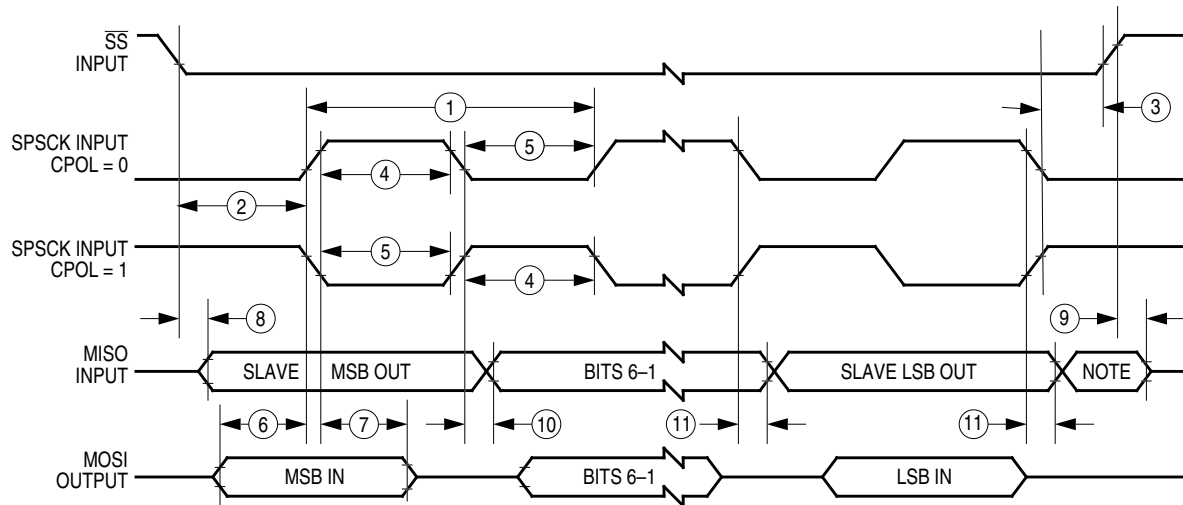 SS
INPUT
1
3
SPSCK INPUT
CPOL = 0
5
4
2
SPSCK INPUT
CPOL = 1
5
4
8
9
MISO
INPUT
SLAVE MSB OUT
BITS 6–1
SLAVE LSB OUT
NOTE
6
7
10
11
11
MOSI
OUTPUT
MSB IN
BITS 6–1
LSB IN